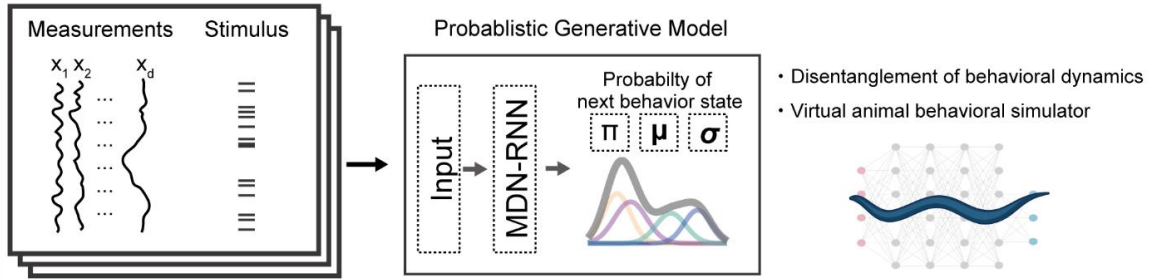 Measurements Stimulus
x1 x2 xd
...
...
...
...
...
Probablistic Generative Model
Input
MDN-RNN
Probabilty of
next behavior state
π μ σ
・Disentanglement of behavioral dynamics
・Virtual animal behavioral simulator